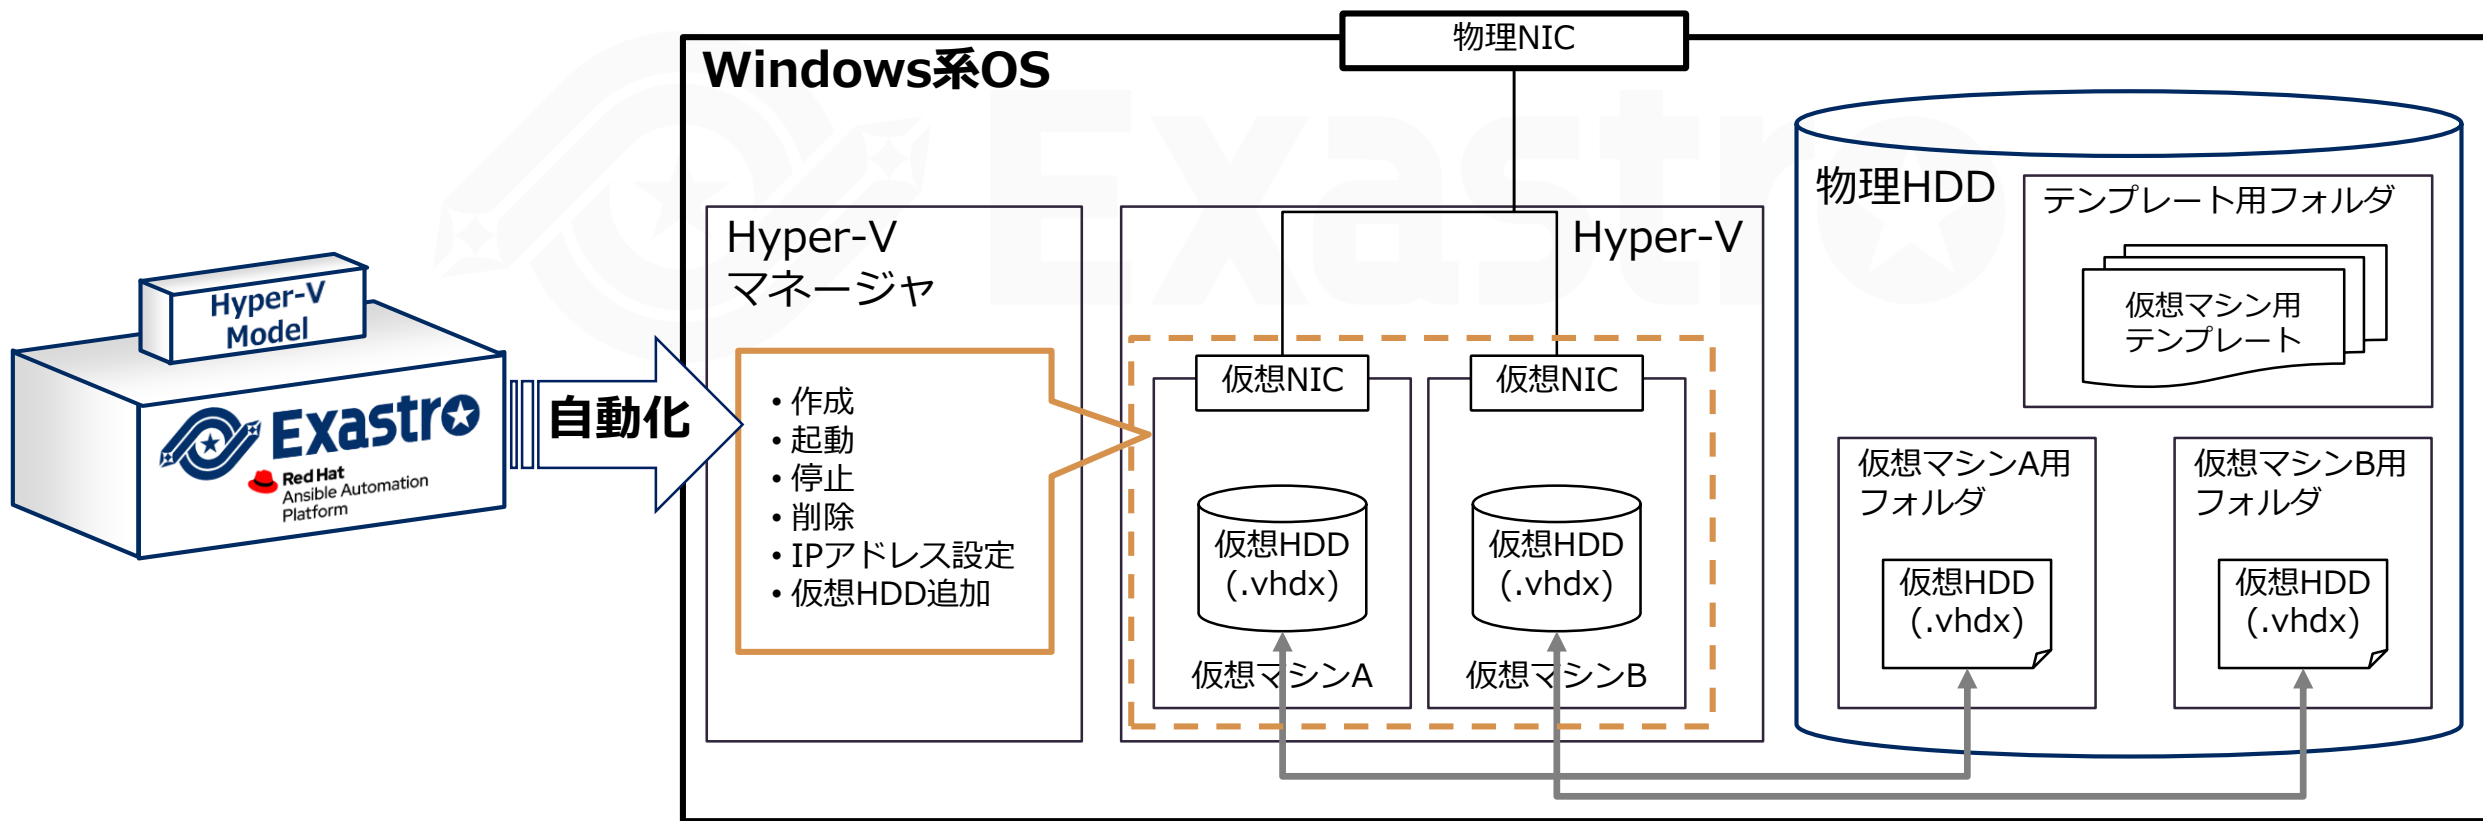 物理NIC
Windows系OS
Hyper-V
マネージャ
Hyper-V
物理HDD
テンプレート用フォルダ
仮想マシン用
テンプレート
Hyper-V
Model
Exastro
Red Hat
Ansible Automation
Platform
自動化
・作成
・起動
・停止
・削除
・IPアドレス設定
・仮想HDD追加
仮想NIC
仮想HDD
(.vhdx)
仮想マシンA
仮想NIC
仮想HDD
(.vhdx)
仮想マシンB
仮想マシンA用
フォルダ
仮想HDD
(.vhdx)
仮想マシンB用
フォルダ
仮想HDD
(.vhdx)
Exastro